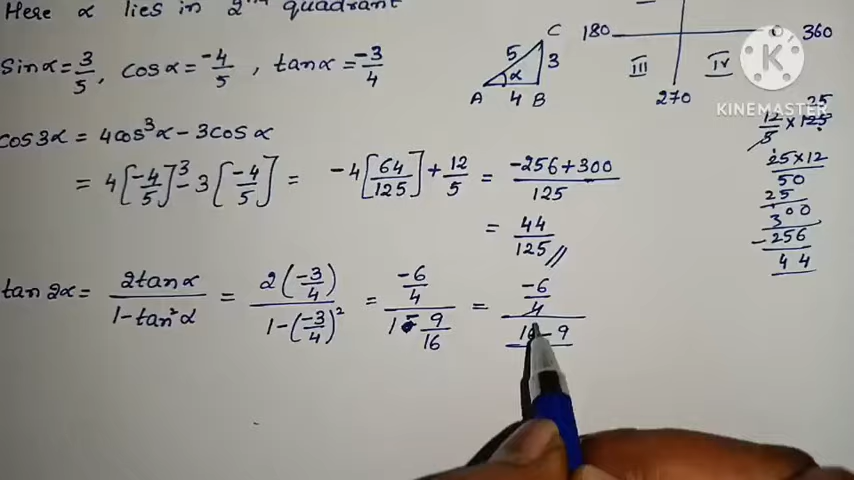 Here α lies in 2nd quadrant
Sinα = 3/5, cosα = -4/5, tanα = -3/4
cos3α = 4cos³α - 3cosα
= 4[-4/5]³ - 3[-4/5] = -4[64/125] + 12/5 = -256+300/125
= 44/125 //
tan2α = 2tanα/1-tan²α = 2(-3/4)/1-(-3/4)² = -6/4/1-9/16 = -6/4/16-9
C
5
3
α
A
4
B
180
360
III
IV
270
KINEMASTER
25
12/5 × 125
25×12
50
25
300
-256
44